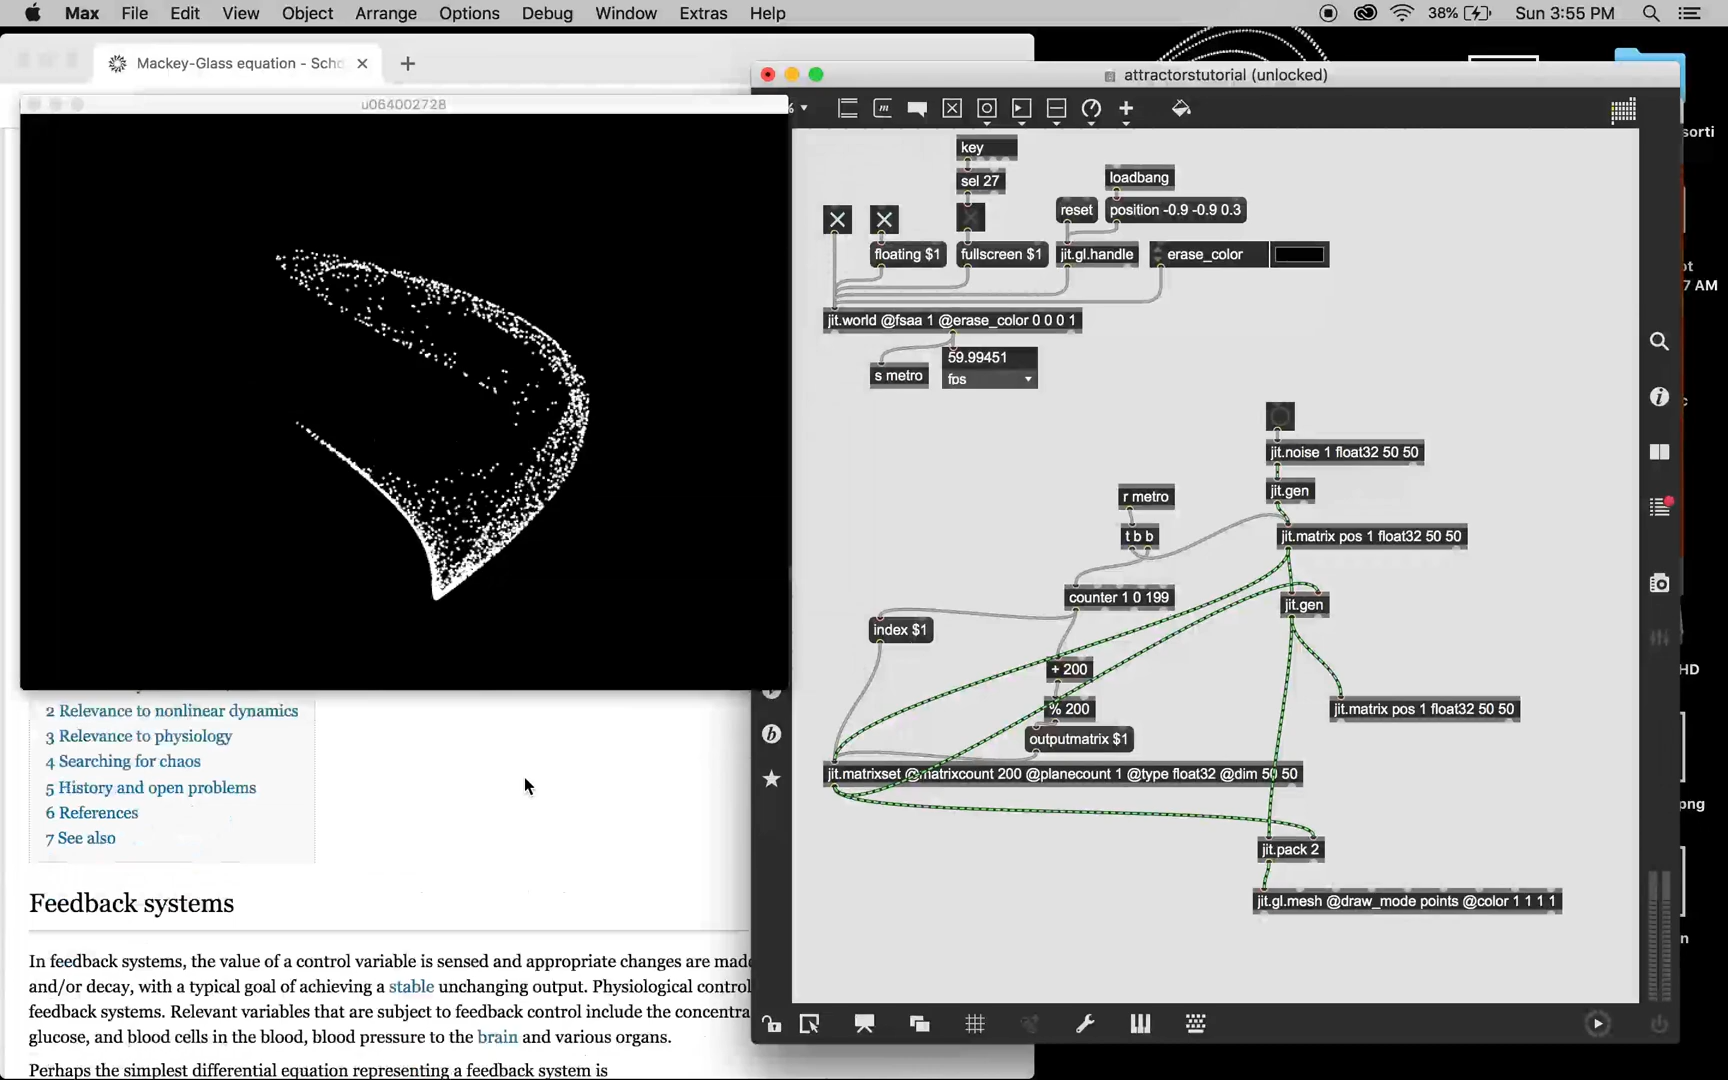 Max File Edit View Object Arrange Options Debug Window Extras Help 38% Sun 3:55 PM
Mackey-Glass equation - Scho
attractorstutorial (unlocked)
u064002728
%
key
sel 27
loadbang
reset
position -0.9 -0.9 0.3
floating $1
fullscreen $1
jit.gl.handle
erase_color
jit.world @fsaa 1 @erase_color 0 0 0 1
s metro
59.99451
fps
jit.noise 1 float32 50 50
jit.gen
r metro
t b b
jit.matrix pos 1 float32 50 50
counter 1 0 199
jit.gen
index $1
+ 200
% 200
jit.matrix pos 1 float32 50 50
outputmatrix $1
jit.matrixset @matrixcount 200 @planecount 1 @type float32 @dim 50 50
jit.pack 2
jit.gl.mesh @draw_mode points @color 1 1 1 1
2 Relevance to nonlinear dynamics
3 Relevance to physiology
4 Searching for chaos
5 History and open problems
6 References
7 See also
Feedback systems
In feedback systems, the value of a control variable is sensed and appropriate changes are made
and/or decay, with a typical goal of achieving a stable unchanging output. Physiological control
feedback systems. Relevant variables that are subject to feedback control include the concentra
glucose, and blood cells in the blood, blood pressure to the brain and various organs.
Perhaps the simplest differential equation representing a feedback system is
sorti
ot
7 AM
HD
png